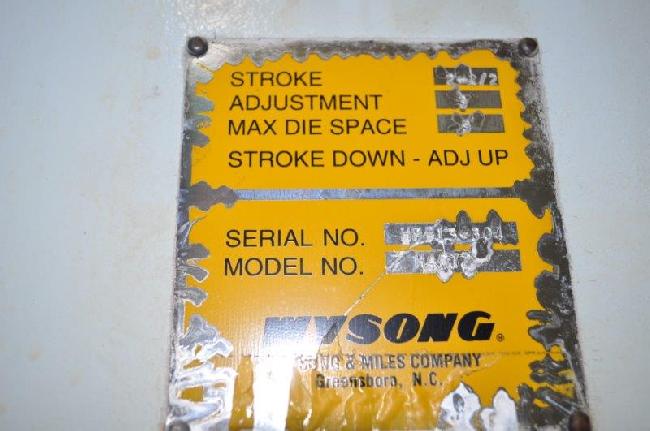 STROKE
ADJUSTMENT
MAX DIE SPACE
STROKE DOWN - ADJ UP
SERIAL NO.
MODEL NO.
WYSONG®
& MILES COMPANY
Greensboro, N.C.